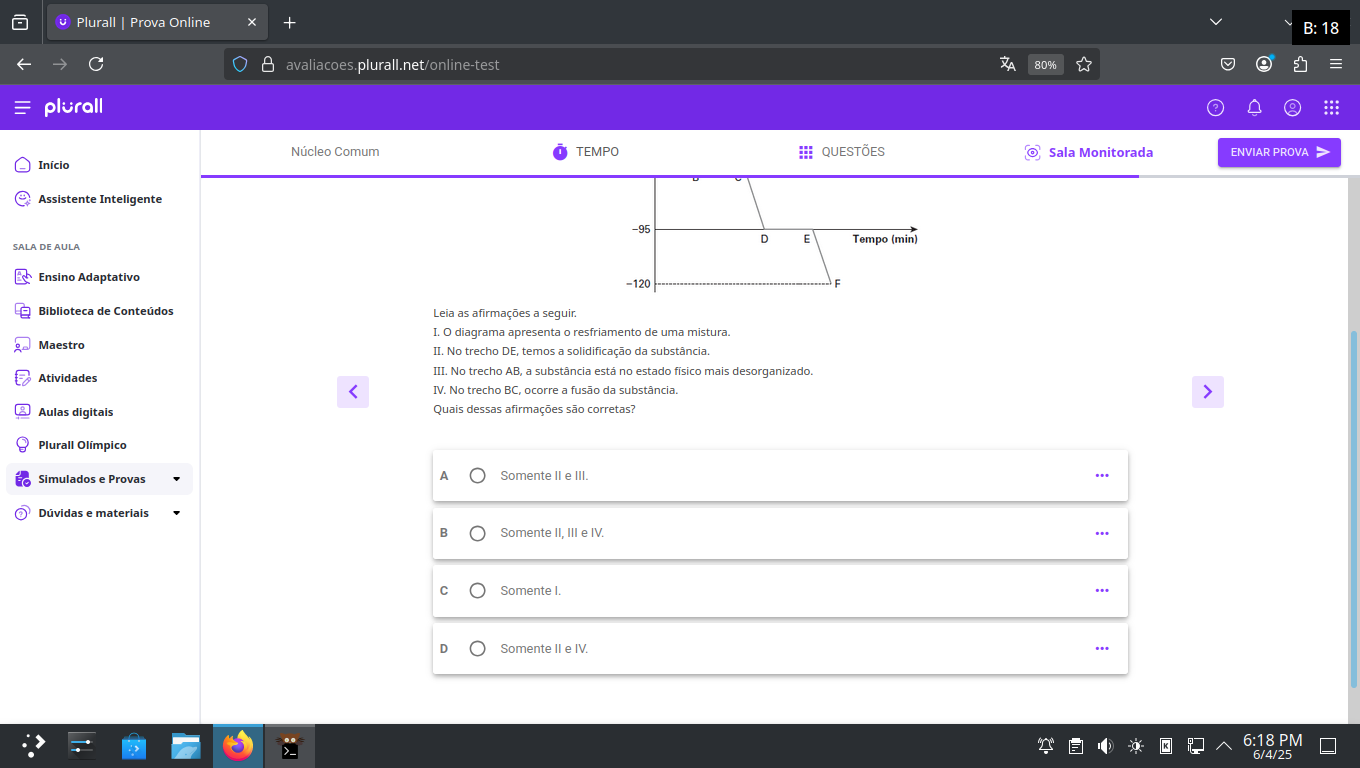 Plurall | Prova Online
B: 18
avaliacoes.plurall.net/online-test
80%
plurall
Início
Assistente Inteligente
SALA DE AULA
Ensino Adaptativo
Biblioteca de Conteúdos
Maestro
Atividades
Aulas digitais
Plurall Olímpico
Simulados e Provas
Dúvidas e materiais
Núcleo Comum
TEMPO
QUESTÕES
Sala Monitorada
ENVIAR PROVA
B C
−95
D E Tempo (min)
−120 F
Leia as afirmações a seguir.
I. O diagrama apresenta o resfriamento de uma mistura.
II. No trecho DE, temos a solidificação da substância.
III. No trecho AB, a substância está no estado físico mais desorganizado.
IV. No trecho BC, ocorre a fusão da substância.
Quais dessas afirmações são corretas?
A Somente II e III.
B Somente II, III e IV.
C Somente I.
D Somente II e IV.
6:18 PM
6/4/25